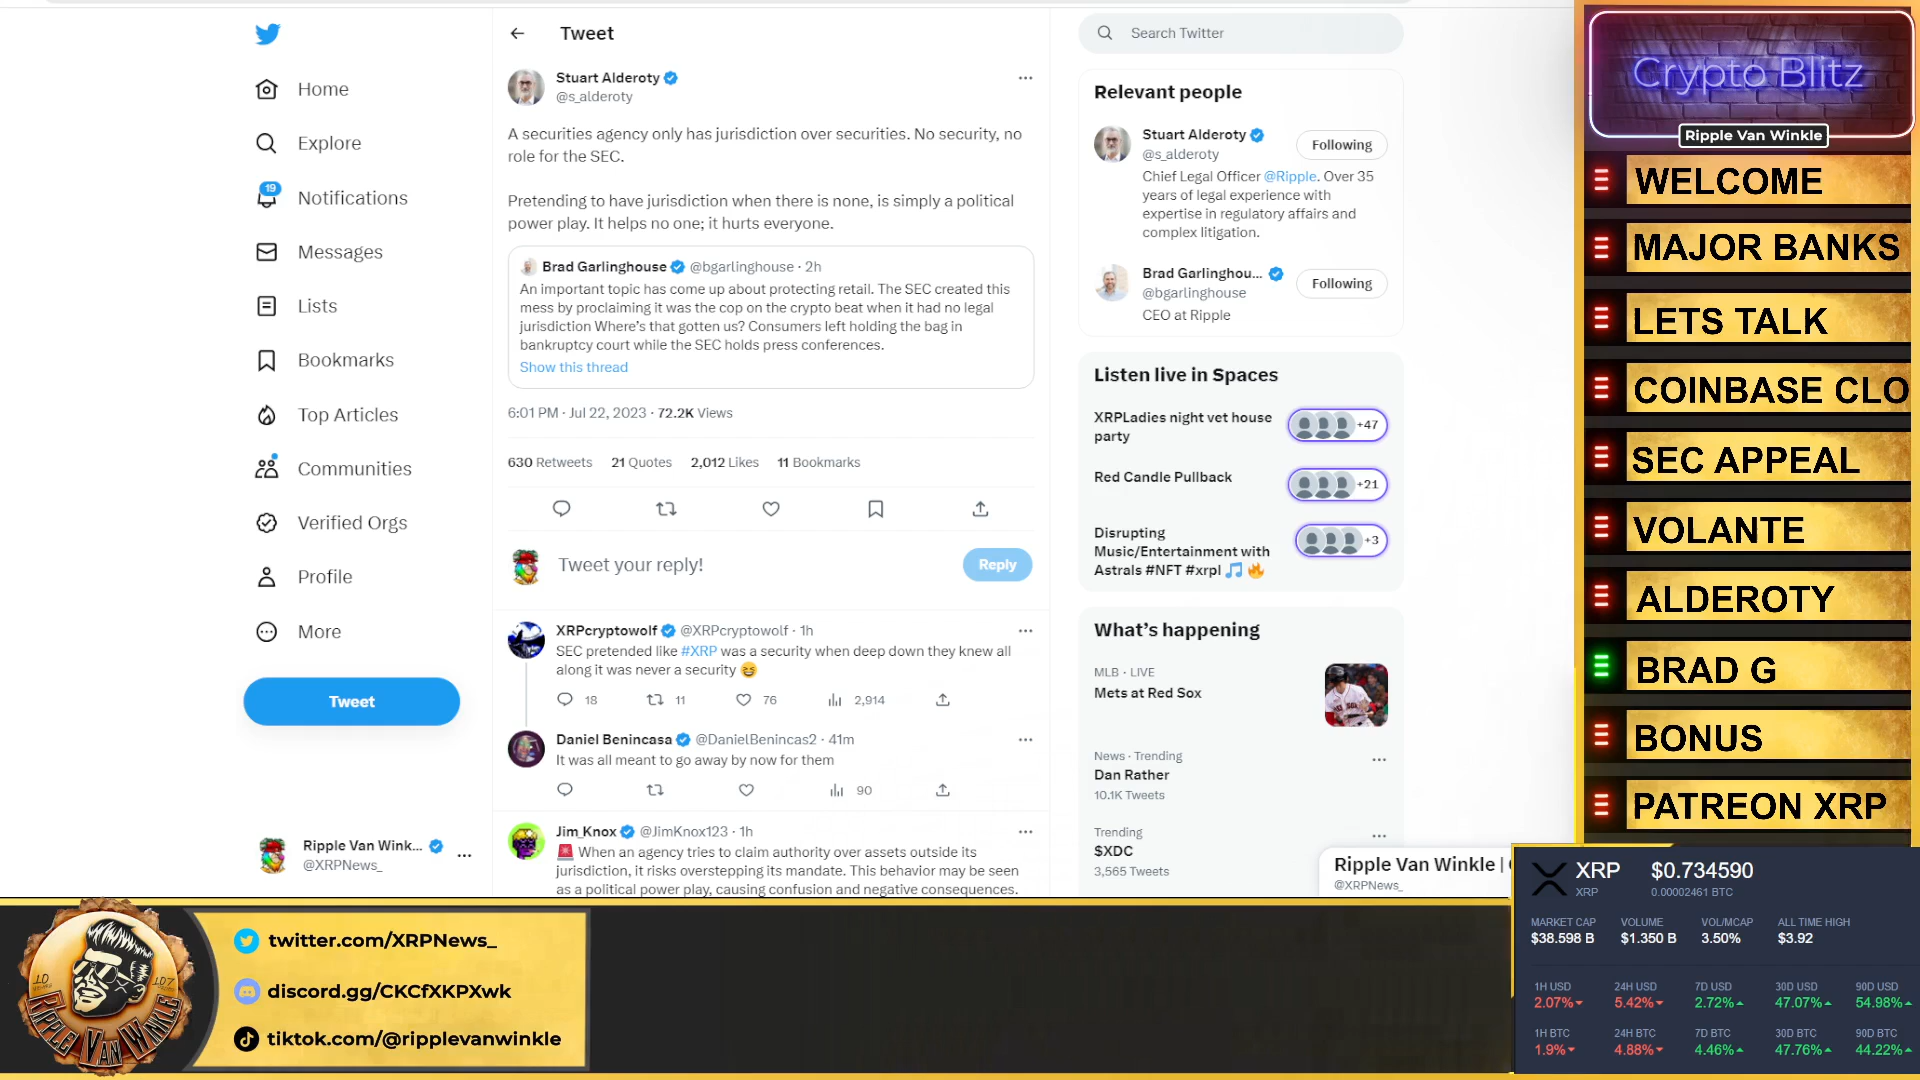 Home
Explore
19
Notifications
Messages
Lists
Bookmarks
Top Articles
Communities
Verified Orgs
Profile
More
Tweet
Ripple Van Wink...
@XRPNews_
Tweet
Stuart Alderoty
@s_alderoty
A securities agency only has jurisdiction over securities. No security, no
role for the SEC.
Pretending to have jurisdiction when there is none, is simply a political
power play. It helps no one; it hurts everyone.
Brad Garlinghouse @bgarlinghouse · 2h
An important topic has come up about protecting retail. The SEC created this
mess by proclaiming it was the cop on the crypto beat when it had no legal
jurisdiction Where's that gotten us? Consumers left holding the bag in
bankruptcy court while the SEC holds press conferences.
Show this thread
6:01 PM · Jul 22, 2023 · 72.2K Views
630 Retweets 21 Quotes 2,012 Likes 11 Bookmarks
Tweet your reply!
Reply
XRPcryptowolf @XRPcryptowolf · 1h
SEC pretended like #XRP was a security when deep down they knew all
along it was never a security 😆
18 11 76 2,914
Daniel Benincasa @DanielBenincas2 · 41m
It was all meant to go away by now for them
90
Jim_Knox @JimKnox123 · 1h
🚨 When an agency tries to claim authority over assets outside its
jurisdiction, it risks overstepping its mandate. This behavior may be seen
as a political power play, causing confusion and negative consequences.
Search Twitter
Relevant people
Stuart Alderoty
@s_alderoty
Following
Chief Legal Officer @Ripple. Over 35
years of legal experience with
expertise in regulatory affairs and
complex litigation.
Brad Garlinghou...
@bgarlinghouse
Following
CEO at Ripple
Listen live in Spaces
XRPLadies night vet house
party
+47
Red Candle Pullback
+21
Disrupting
Music/Entertainment with
Astrals #NFT #xrpl 🎵 🔥
+3
What's happening
MLB · LIVE
Mets at Red Sox
News · Trending
Dan Rather
10.1K Tweets
Trending
$XDC
3,565 Tweets
Ripple Van Winkle |
@XRPNews_
Crypto Blitz
Ripple Van Winkle
WELCOME
MAJOR BANKS
LETS TALK
COINBASE CLO
SEC APPEAL
VOLANTE
ALDEROTY
BRAD G
BONUS
PATREON XRP
XRP $0.734590
XRP 0.00002461 BTC
MARKET CAP VOLUME VOL/MCAP ALL TIME HIGH
$38.598 B $1.350 B 3.50% $3.92
1H USD 24H USD 7D USD 30D USD 90D USD
2.07% 5.42% 2.72% 47.07% 54.98%
1H BTC 24H BTC 7D BTC 30D BTC 90D BTC
1.9% 4.88% 4.46% 47.76% 44.22%
RIPPLE VAN WINKLE
twitter.com/XRPNews_
discord.gg/CKCfXKPXwk
tiktok.com/@ripplevanwinkle